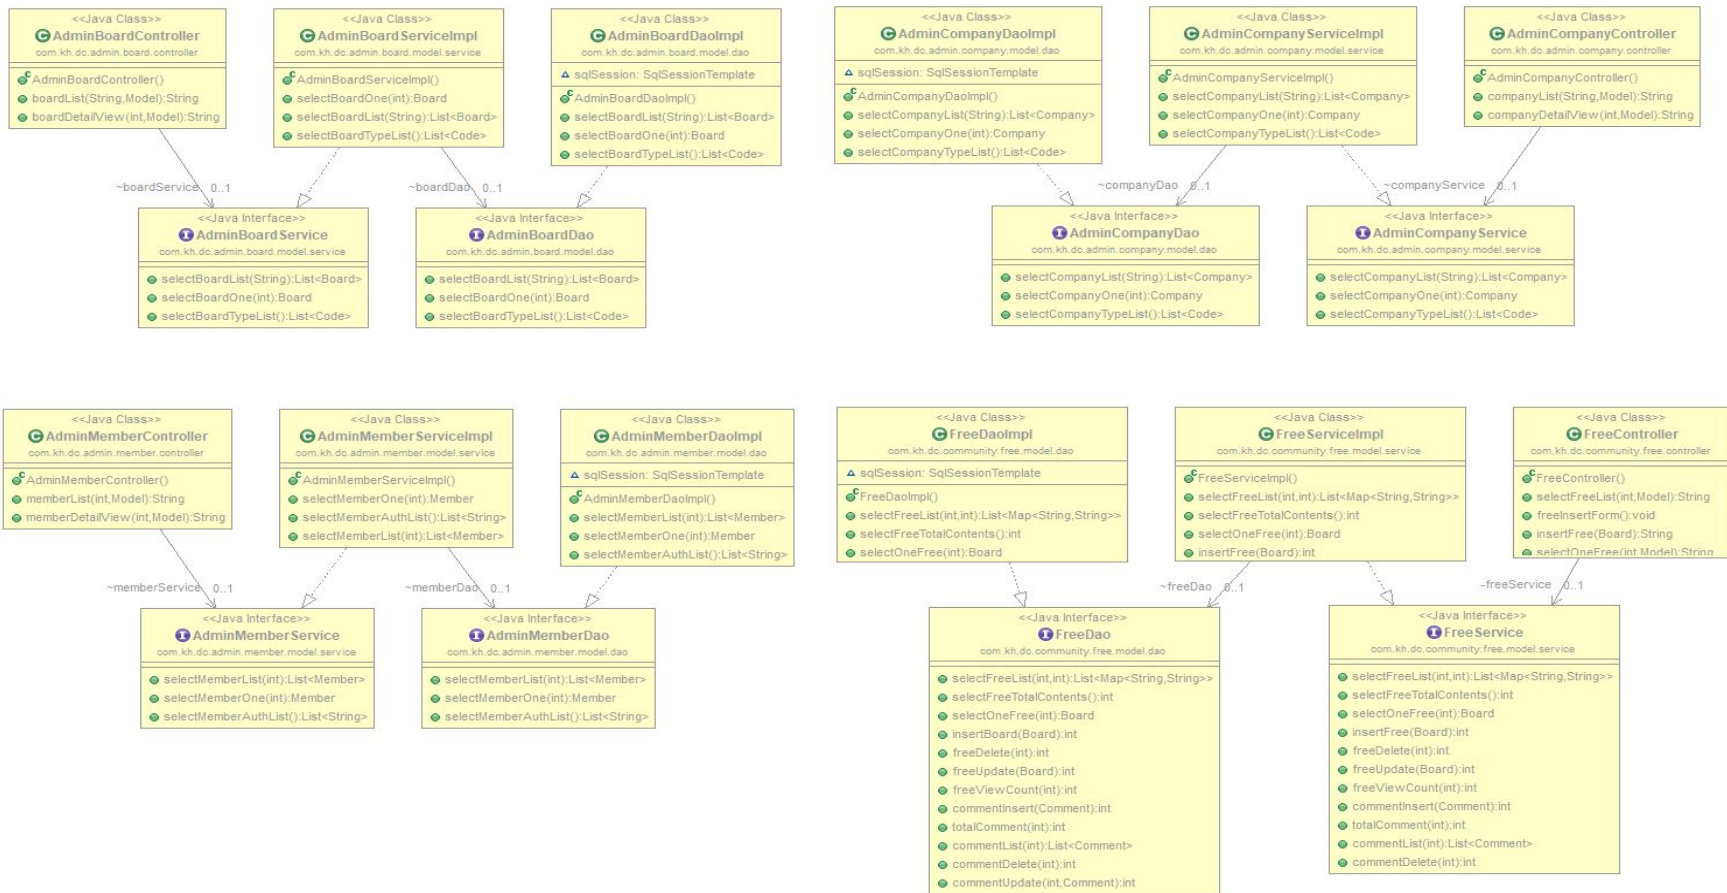 <<Java Class>>
AdminBoardController
com.kh.dc.admin.board.controller
AdminBoardController()
boardList(String,Model):String
boardDetailView(int,Model):String
<<Java Class>>
AdminBoardServiceImpl
com.kh.dc.admin.board.model.service
AdminBoardServiceImpl()
selectBoardOne(int):Board
selectBoardList(String):List<Board>
selectBoardTypeList():List<Code>
<<Java Class>>
AdminBoardDaoImpl
com.kh.dc.admin.board.model.dao
sqlSession: SqlSessionTemplate
AdminBoardDaoImpl()
selectBoardList(String):List<Board>
selectBoardOne(int):Board
selectBoardTypeList():List<Code>
~boardService 0..1
~boardDao 0..1
<<Java Interface>>
AdminBoardService
com.kh.dc.admin.board.model.service
selectBoardList(String):List<Board>
selectBoardOne(int):Board
selectBoardTypeList():List<Code>
<<Java Interface>>
AdminBoardDao
com.kh.dc.admin.board.model.dao
selectBoardList(String):List<Board>
selectBoardOne(int):Board
selectBoardTypeList():List<Code>
<<Java Class>>
AdminCompanyDaoImpl
com.kh.dc.admin.company.model.dao
sqlSession: SqlSessionTemplate
AdminCompanyDaoImpl()
selectCompanyList(String):List<Company>
selectCompanyOne(int):Company
selectCompanyTypeList():List<Code>
<<Java Class>>
AdminCompanyServiceImpl
com.kh.dc.admin.company.model.service
AdminCompanyServiceImpl()
selectCompanyList(String):List<Company>
selectCompanyOne(int):Company
selectCompanyTypeList():List<Code>
<<Java Class>>
AdminCompanyController
com.kh.dc.admin.company.controller
AdminCompanyController()
companyList(String,Model):String
companyDetailView(int,Model):String
~companyDao 0..1
~companyService 0..1
<<Java Interface>>
AdminCompanyDao
com.kh.dc.admin.company.model.dao
selectCompanyList(String):List<Company>
selectCompanyOne(int):Company
selectCompanyTypeList():List<Code>
<<Java Interface>>
AdminCompanyService
com.kh.dc.admin.company.model.service
selectCompanyList(String):List<Company>
selectCompanyOne(int):Company
selectCompanyTypeList():List<Code>
<<Java Class>>
AdminMemberController
com.kh.dc.admin.member.controller
AdminMemberController()
memberList(int,Model):String
memberDetailView(int,Model):String
<<Java Class>>
AdminMemberServiceImpl
com.kh.dc.admin.member.model.service
AdminMemberServiceImpl()
selectMemberOne(int):Member
selectMemberAuthList():List<String>
selectMemberList(int):List<Member>
<<Java Class>>
AdminMemberDaoImpl
com.kh.dc.admin.member.model.dao
sqlSession: SqlSessionTemplate
AdminMemberDaoImpl()
selectMemberList(int):List<Member>
selectMemberOne(int):Member
selectMemberAuthList():List<String>
~memberService 0..1
~memberDao 0..1
<<Java Interface>>
AdminMemberService
com.kh.dc.admin.member.model.service
selectMemberList(int):List<Member>
selectMemberOne(int):Member
selectMemberAuthList():List<String>
<<Java Interface>>
AdminMemberDao
com.kh.dc.admin.member.model.dao
selectMemberList(int):List<Member>
selectMemberOne(int):Member
selectMemberAuthList():List<String>
<<Java Class>>
FreeDaoImpl
com.kh.dc.community.free.model.dao
sqlSession: SqlSessionTemplate
FreeDaoImpl()
selectFreeList(int,int):List<Map<String,String>>
selectFreeTotalContents():int
selectOneFree(int):Board
<<Java Class>>
FreeServiceImpl
com.kh.dc.community.free.model.service
FreeServiceImpl()
selectFreeList(int,int):List<Map<String,String>>
selectFreeTotalContents():int
selectOneFree(int):Board
insertFree(Board):int
<<Java Class>>
FreeController
com.kh.dc.community.free.controller
FreeController()
selectFreeList(int,Model):String
freeInsertForm():void
insertFree(Board):String
selectOneFree(int,Model):String
~freeDao 0..1
~freeService 0..1
<<Java Interface>>
FreeDao
com.kh.dc.community.free.model.dao
selectFreeList(int,int):List<Map<String,String>>
selectFreeTotalContents():int
selectOneFree(int):Board
insertBoard(Board):int
freeDelete(int):int
freeUpdate(Board):int
freeViewCount(int):int
commentInsert(Comment):int
totalComment(int):int
commentList(int):List<Comment>
commentDelete(int):int
commentUpdate(int,Comment):int
<<Java Interface>>
FreeService
com.kh.dc.community.free.model.service
selectFreeList(int,int):List<Map<String,String>>
selectFreeTotalContents():int
selectOneFree(int):Board
insertFree(Board):int
freeDelete(int):int
freeUpdate(Board):int
freeViewCount(int):int
commentInsert(Comment):int
totalComment(int):int
commentList(int):List<Comment>
commentDelete(int):int